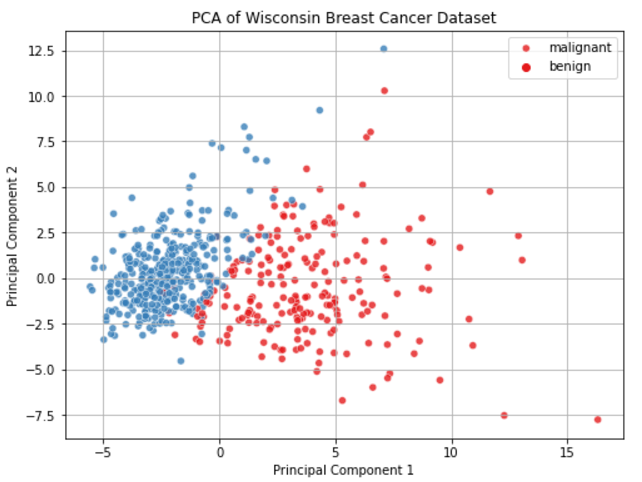 PCA of Wisconsin Breast Cancer Dataset
malignant
benign
12.5
10.0
7.5
5.0
2.5
0.0
−2.5
−5.0
−7.5
Principal Component 2
−5
0
5
10
15
Principal Component 1